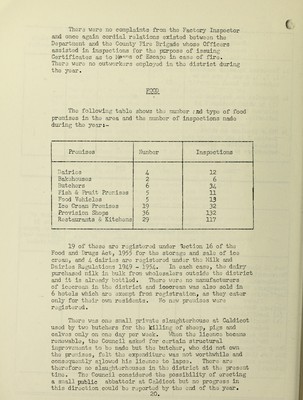 There were no complaints from the Factory Inspector
and once again cordial relations existed between the
Department and the County Fire Brigade whose Officers
assisted in inspections for the purpose of issuing
Certificates as to Means of Escape in case of fire.
There were no outworkers employed in the district during
the year.
FOOD
The following table shows the number and type of food
premises in the area and the number of inspections made
during the year:-
Premises Number Inspections
Dairies 4 12
Bakehouses 2 6
Butchers 6 34
Fish & Fruit Premises 5 11
Food Vehicles 5 13
Ice Cream Premises 19 32
Provision Shops 36 132
Restaurants & Kitchens 29 117
19 of these are registered under Section 16 of the
Food and Drugs Act, 1955 for the storage and sale of ice
cream, and 4 dairies are registered under the Milk and
Dairies Regulations 1949 - 1954. In each case, the dairy
purchased milk in bulk from wholesalers outside the district
and it is already bottled. There were no manufacturers
of icecream in the district and icecream was also sold in
6 hotels which are exempt from registration, as they cater
only for their own residents. No new premises were
registered.
There was one small private slaughterhouse at Caldicot
used by two butchers for the killing of sheep, pigs and
calves only on one day per week. When the licence became
renewable, the Council asked for certain structural
improvements to be made but the butcher, who did not own
the premises, felt the expenditure was not worthwhile and
consequently allowed his licence to lapse. There are
therefore no slaughterhouses in the district at the present
time. The Council considered the possibility of erecting
a small public abbattoir at Caldicot but no progress in
this direction could be reported by the end of the year.
20.